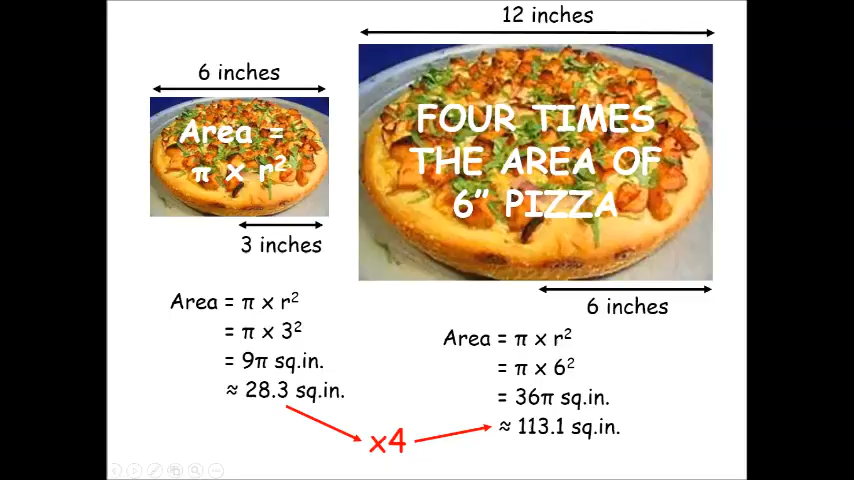 12 inches
6 inches
Area =
π x r²
FOUR TIMES
THE AREA OF
6” PIZZA
3 inches
6 inches
Area = π x r²
= π x 3²
= 9π sq.in.
≈ 28.3 sq.in.
Area = π x r²
= π x 6²
= 36π sq.in.
≈ 113.1 sq.in.
x4